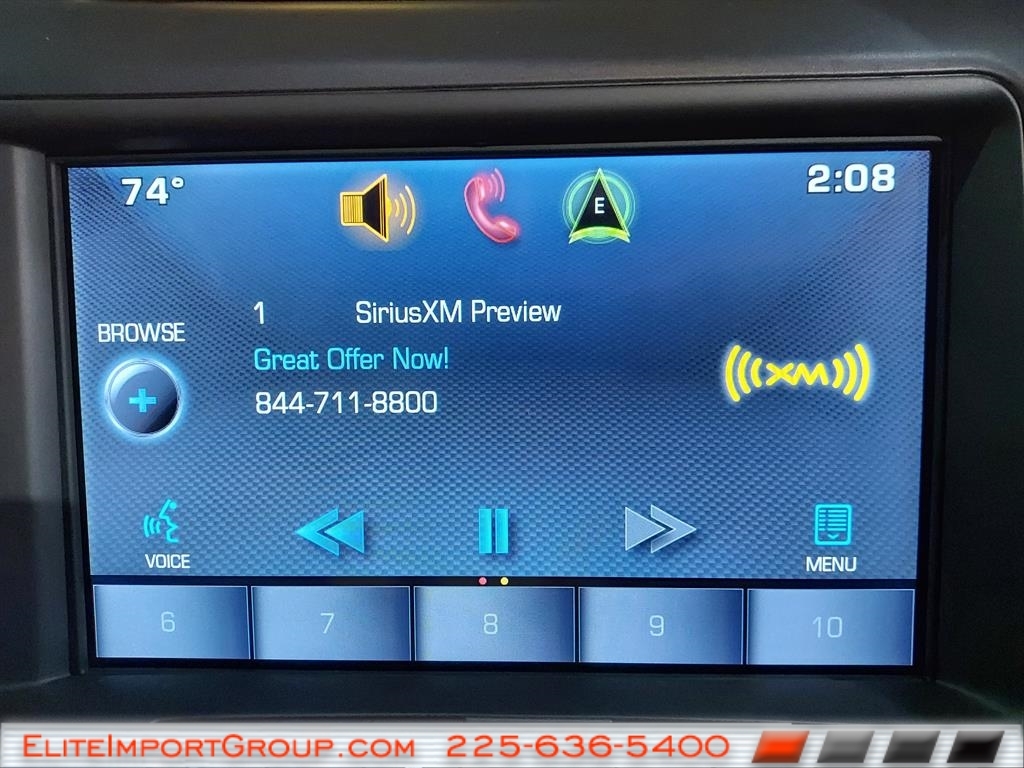 74° 2:08
E
1 SiriusXM Preview
BROWSE
Great Offer Now!
844-711-8800
XM
VOICE MENU
6 7 8 9 10
EliteImportGroup.com 225-636-5400